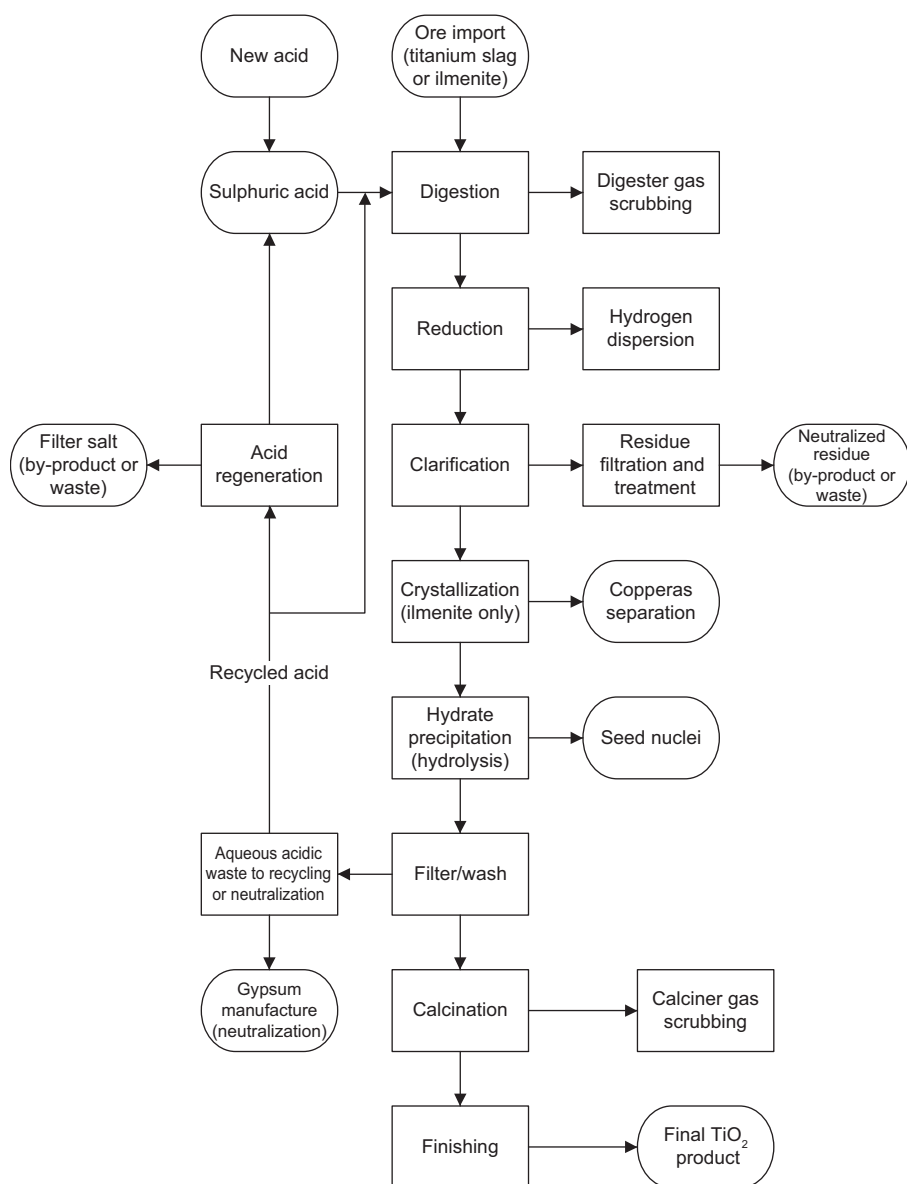 New acid
Ore import
(titanium slag
or ilmenite)
Sulphuric acid
Digestion
Digester gas
scrubbing
Reduction
Hydrogen
dispersion
Filter salt
(by-product or
waste)
Acid
regeneration
Clarification
Residue
filtration and
treatment
Neutralized
residue
(by-product or
waste)
Crystallization
(ilmenite only)
Copperas
separation
Recycled acid
Hydrate
precipitation
(hydrolysis)
Seed nuclei
Aqueous acidic
waste to recycling
or neutralization
Filter/wash
Gypsum
manufacture
(neutralization)
Calcination
Calciner gas
scrubbing
Finishing
Final TiO₂
product